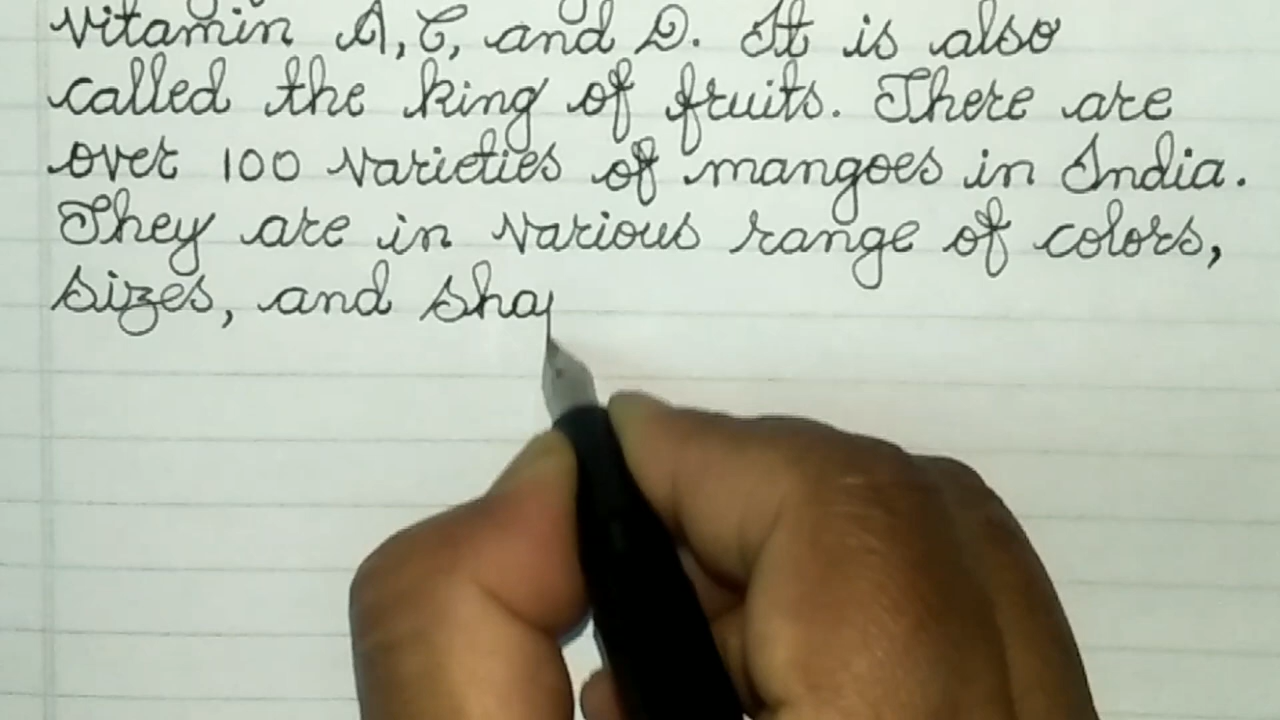 vitamin A, C, and D. It is also
called the king of fruits. There are
over 100 varieties of mangoes in India.
They are in various range of colors,
sizes, and sha